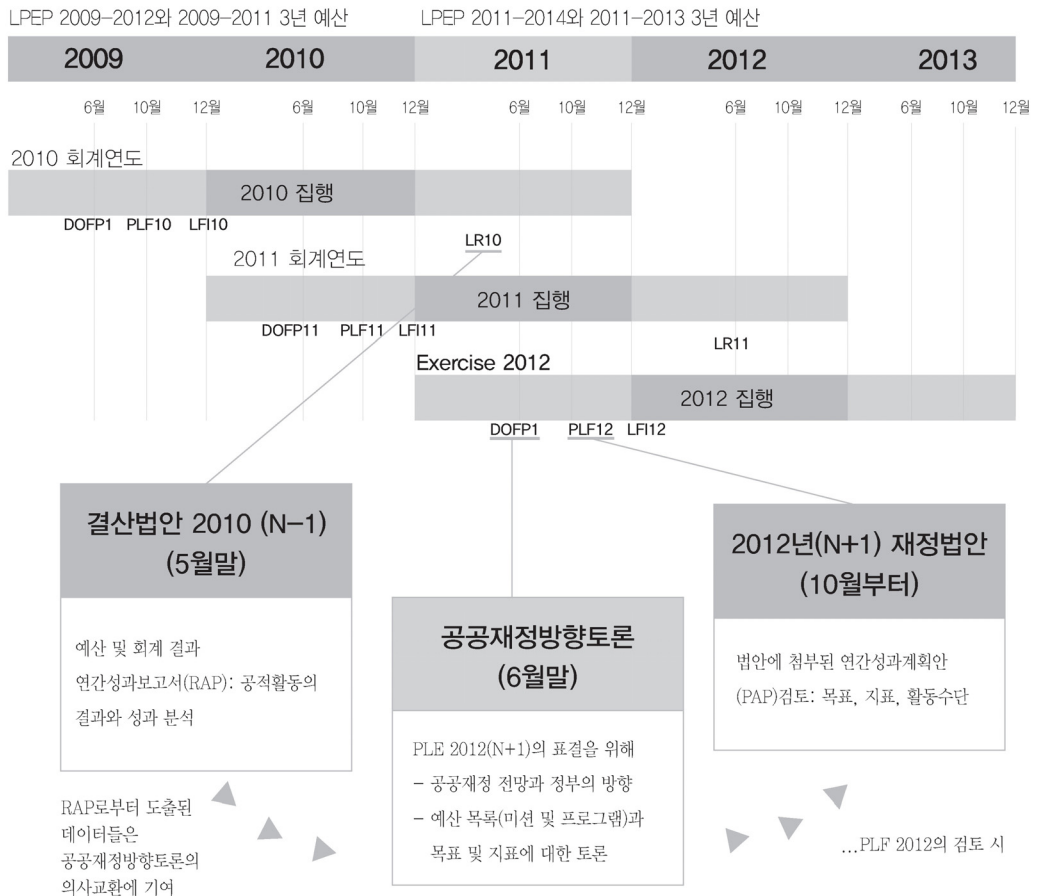 LPEP 2009-2012와 2009-2011 3년 예산
LPEP 2011-2014와 2011-2013 3년 예산
2009 2010 2011 2012 2013
6월 10월 12월 6월 10월 12월 6월 10월 12월 6월 10월 12월 6월 10월 12월
2010 회계연도
2010 집행
DOFP1 PLF10 LFI10
LR10
2011 회계연도
2011 집행
DOFP11 PLF11 LFI11
LR11
Exercise 2012
2012 집행
DOFP1 PLF12 LFI12
결산법안 2010 (N-1)
(5월말)
예산 및 회계 결과
연간성과보고서(RAP): 공적활동의
결과와 성과 분석
공공재정방향토론
(6월말)
PLE 2012(N+1)의 표결을 위해
- 공공재정 전망과 정부의 방향
- 예산 목록(미션 및 프로그램)과
목표 및 지표에 대한 토론
2012년(N+1) 재정법안
(10월부터)
법안에 첨부된 연간성과계획안
(PAP)검토: 목표, 지표, 활동수단
RAP로부터 도출된
데이터들은
공공재정방향토론의
의사교환에 기여
...PLF 2012의 검토 시